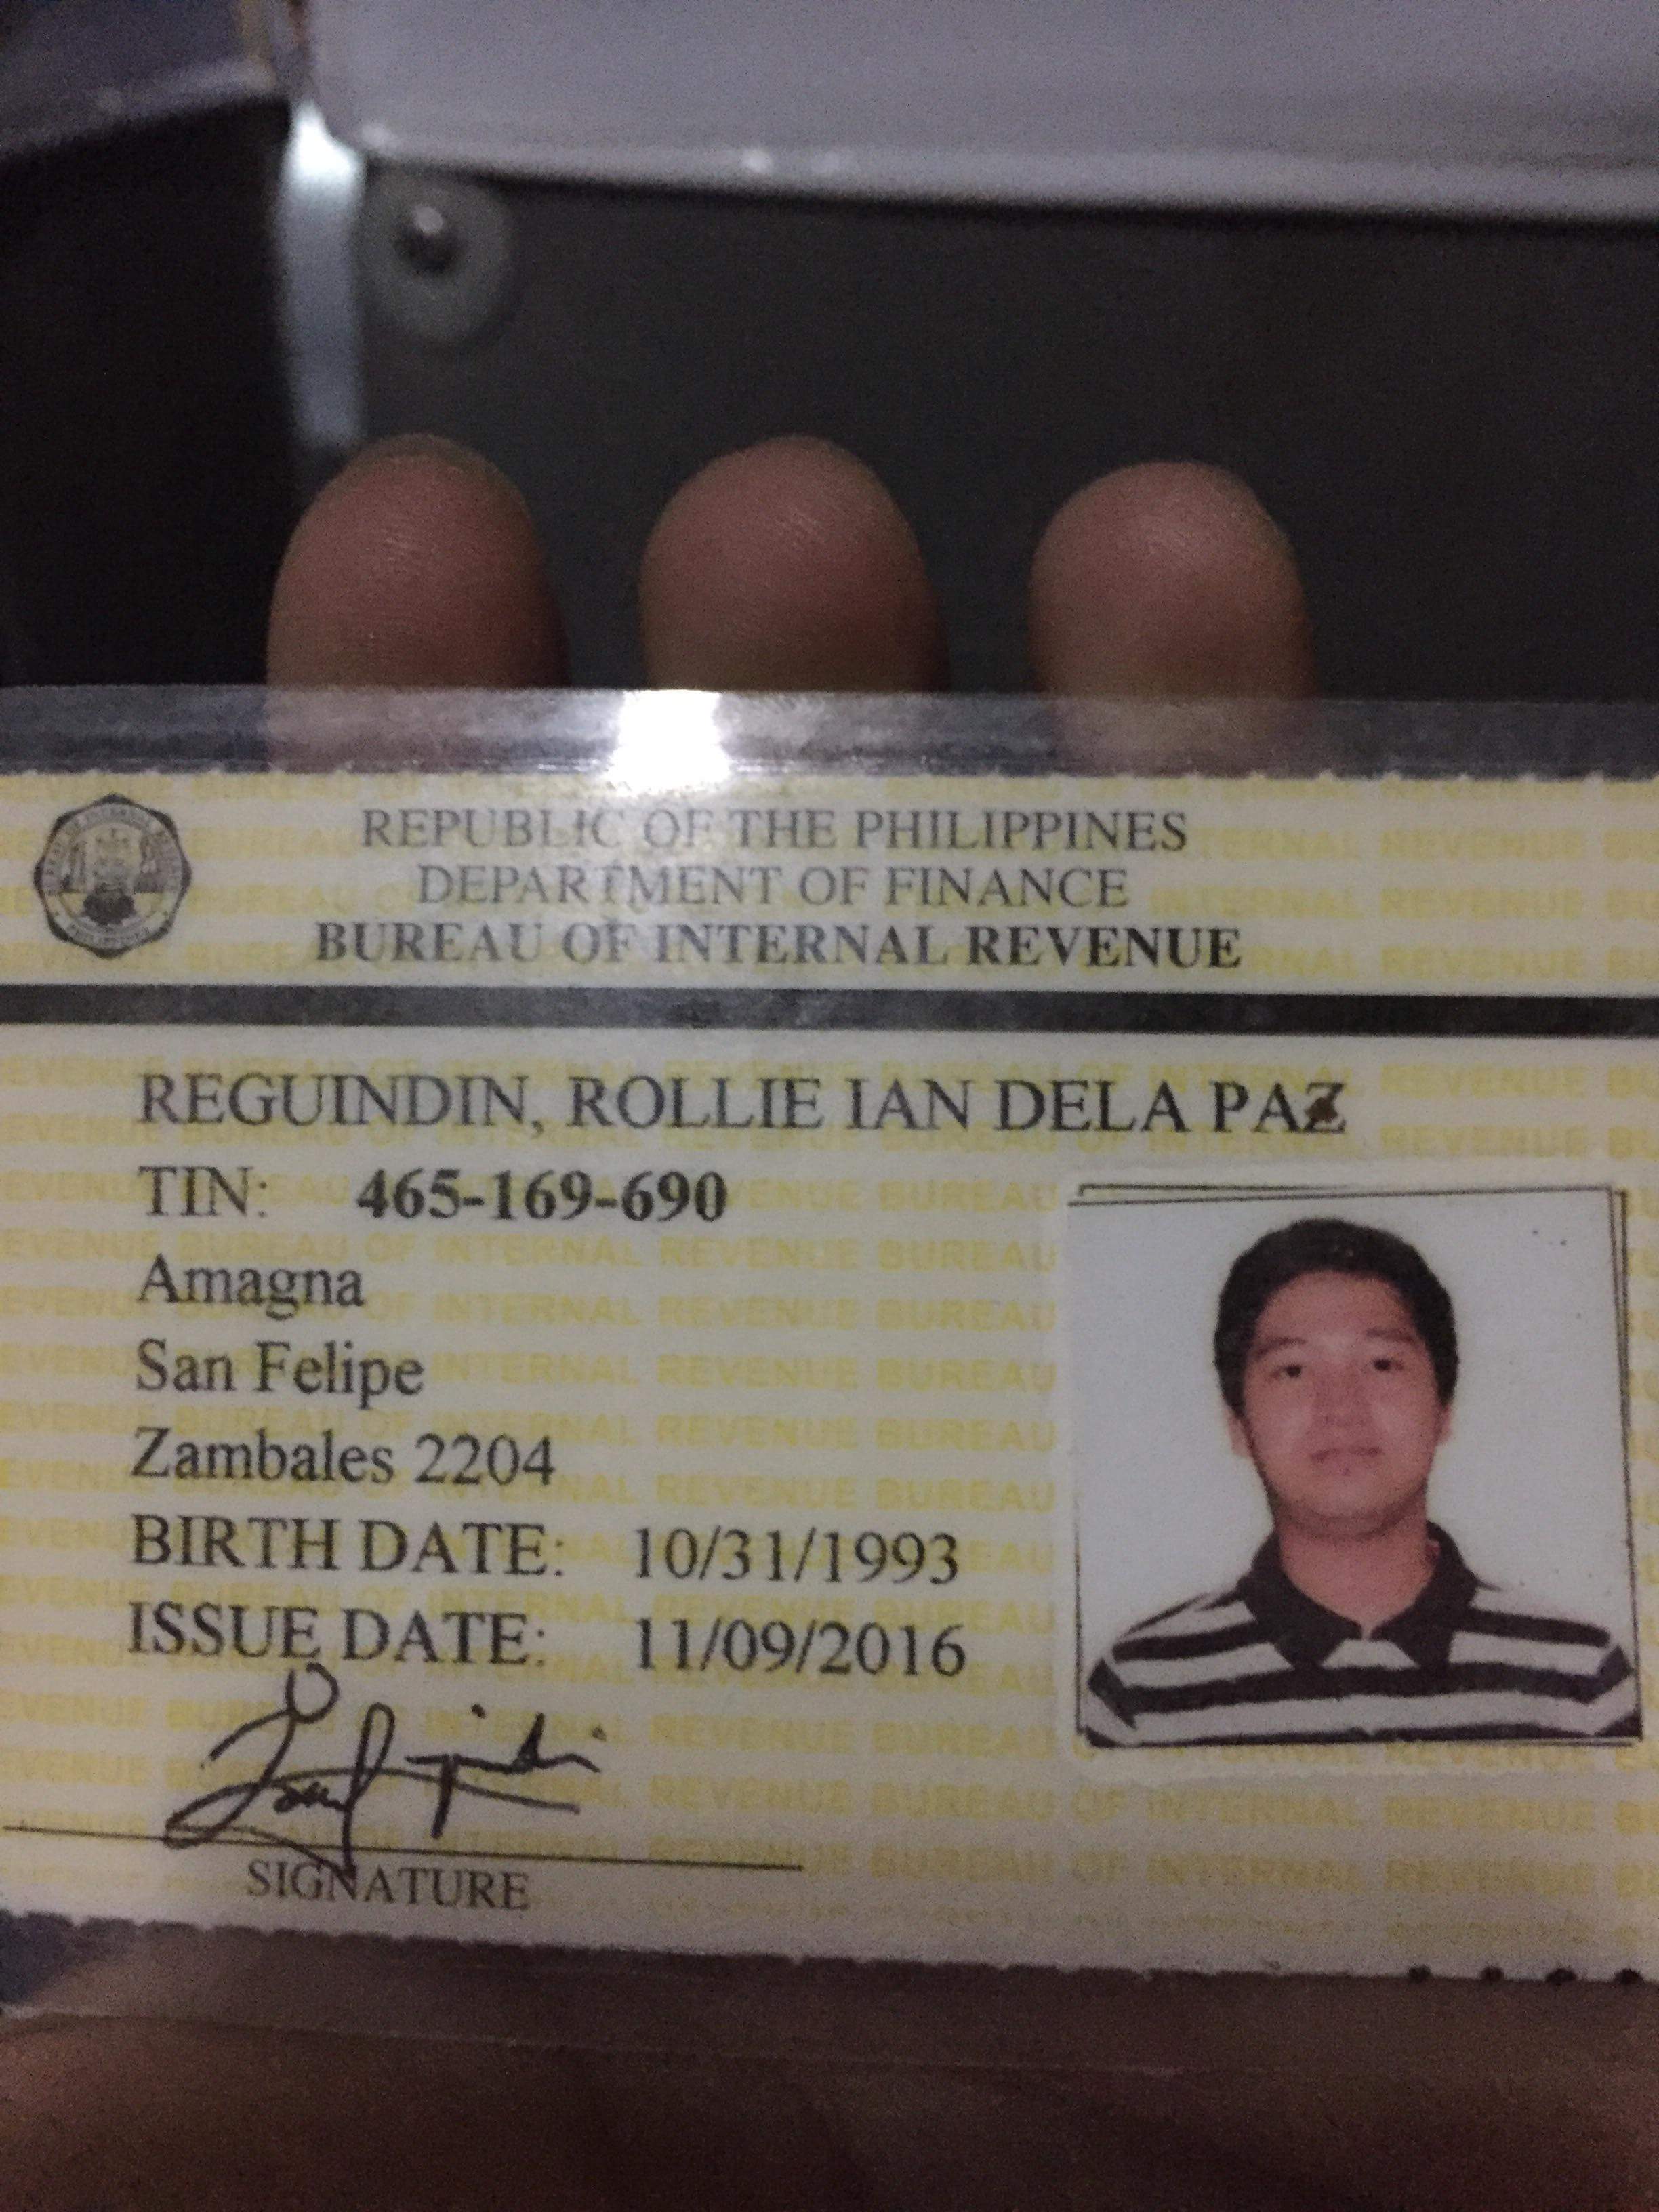 REPUBLIC OF THE PHILIPPINES
DEPARTMENT OF FINANCE
BUREAU OF INTERNAL REVENUE
REGUINDIN, ROLLIE IAN DELA PAZ
TIN: 465-169-690
Amagna
San Felipe
Zambales 2204
BIRTH DATE: 10/31/1993
ISSUE DATE: 11/09/2016
SIGNATURE